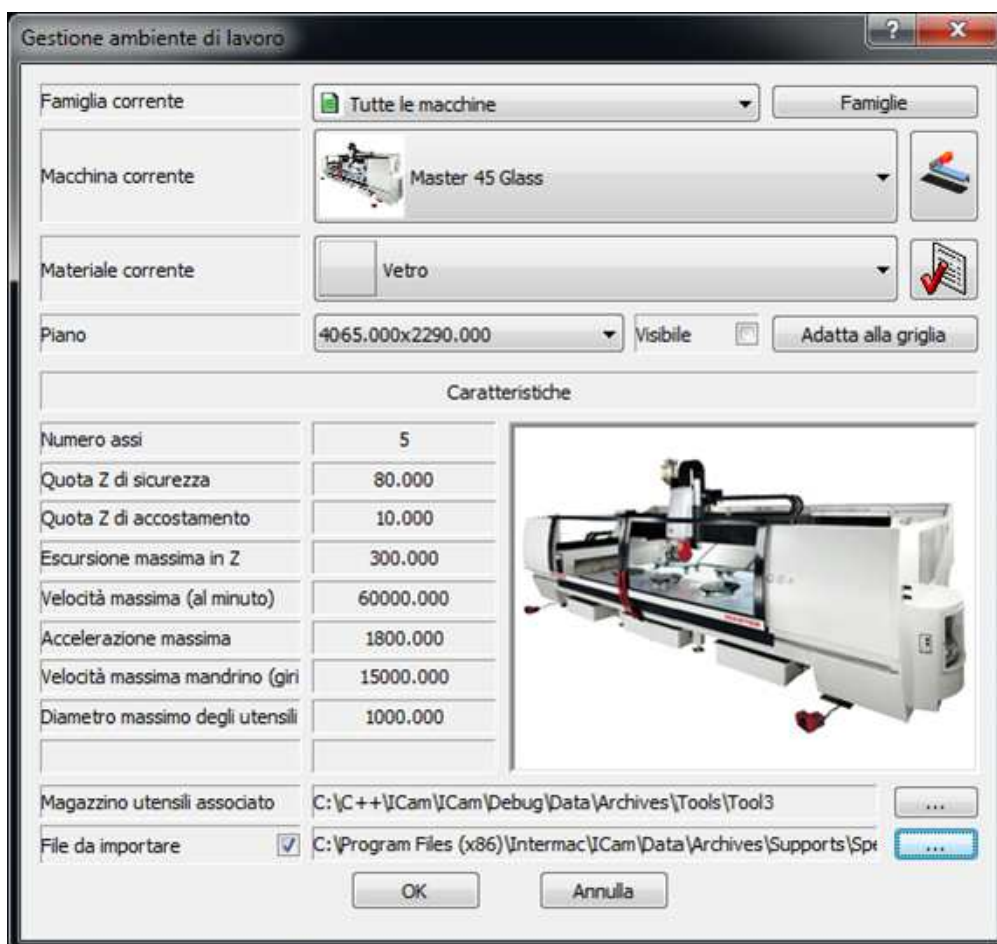 Gestione ambiente di lavoro
Famiglia corrente Tutte le macchine Famiglie
Macchina corrente Master 45 Glass
Materiale corrente Vetro
Piano 4065.000x2290.000 Visibile Adatta alla griglia
Caratteristiche
Numero assi 5
Quota Z di sicurezza 80.000
Quota Z di accostamento 10.000
Escursione massima in Z 300.000
Velocità massima (al minuto) 60000.000
Accelerazione massima 1800.000
Velocità massima mandrino (giri 15000.000
Diametro massimo degli utensili 1000.000
MASTER
Magazzino utensili associato C:\C++\ICam\ICam\Debug\Data\Archives\Tools\Tool3 ...
File da importare C:\Program Files (x86)\Intermac\ICam\Data\Archives\Supports\Spe ...
OK Annulla